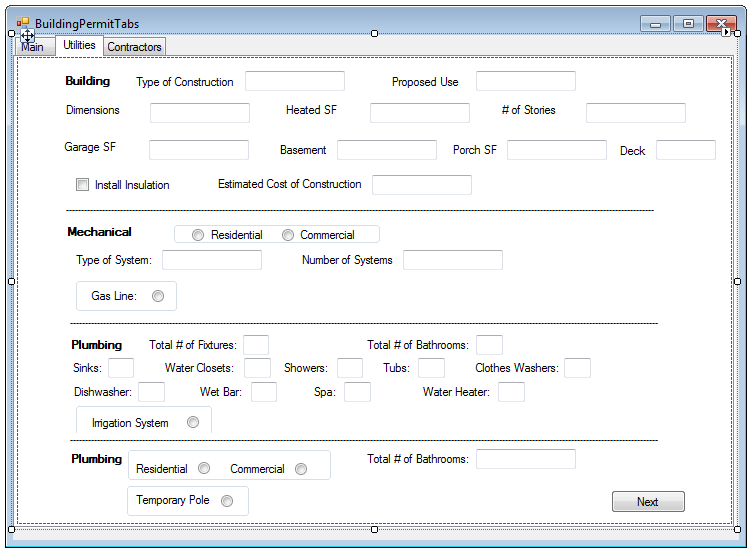 BuildingPermitTabs
Main Utilities Contractors
Building Type of Construction Proposed Use
Dimensions Heated SF # of Stories
Garage SF Basement Porch SF Deck
Install Insulation Estimated Cost of Construction
Mechanical Residential Commercial
Type of System: Number of Systems
Gas Line:
Plumbing Total # of Fixtures: Total # of Bathrooms:
Sinks: Water Closets: Showers: Tubs: Clothes Washers:
Dishwasher: Wet Bar: Spa: Water Heater:
Irrigation System
Plumbing Residential Commercial Total # of Bathrooms:
Temporary Pole Next